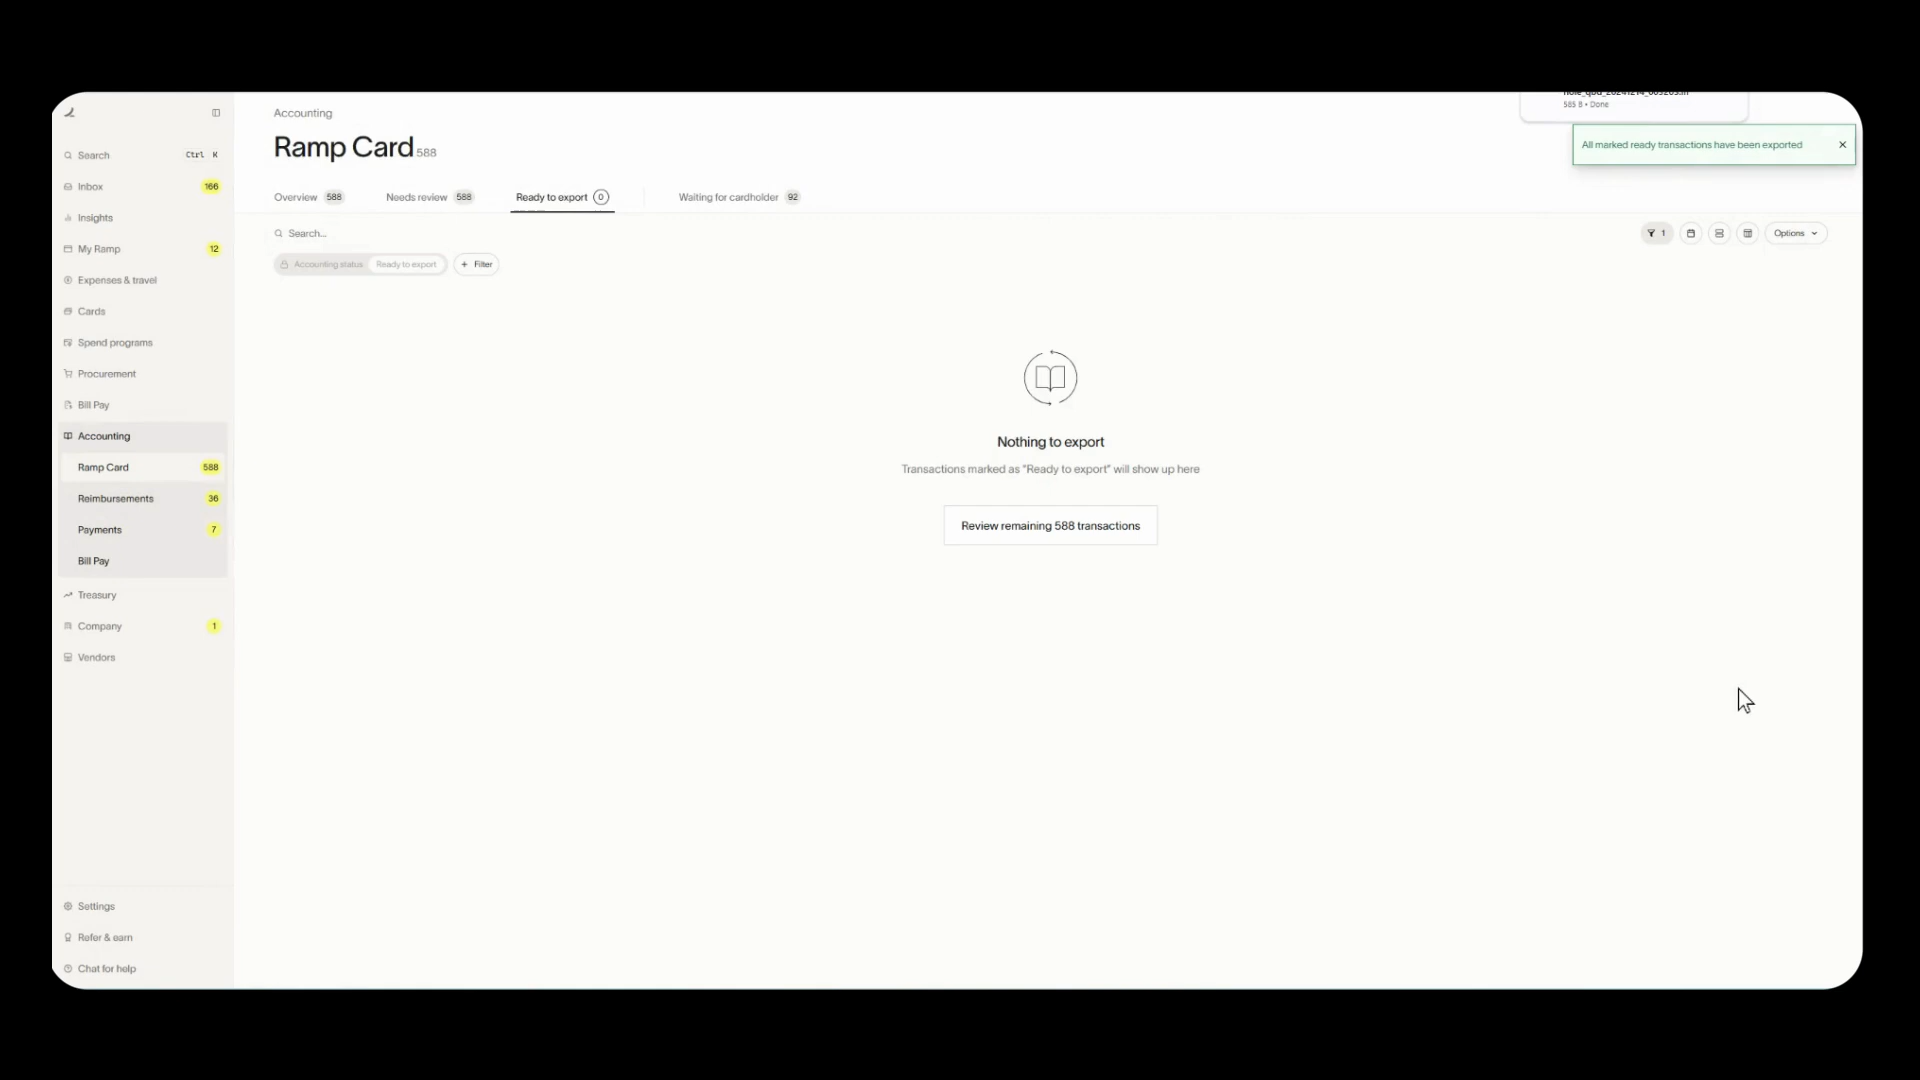 Search Ctrl K
Inbox 166
Insights
My Ramp 12
Expenses & travel
Cards
Spend programs
Procurement
Bill Pay
Accounting
Ramp Card 588
Reimbursements 36
Payments 7
Bill Pay
Treasury
Company 1
Vendors
Settings
Refer & earn
Chat for help
Accounting
Ramp Card 588
Overview 588 Needs review 588 Ready to export 0 Waiting for cardholder 92
585 B • Done
All marked ready transactions have been exported
Search...
1
Options
Accounting status Ready to export + Filter
Nothing to export
Transactions marked as "Ready to export" will show up here
Review remaining 588 transactions